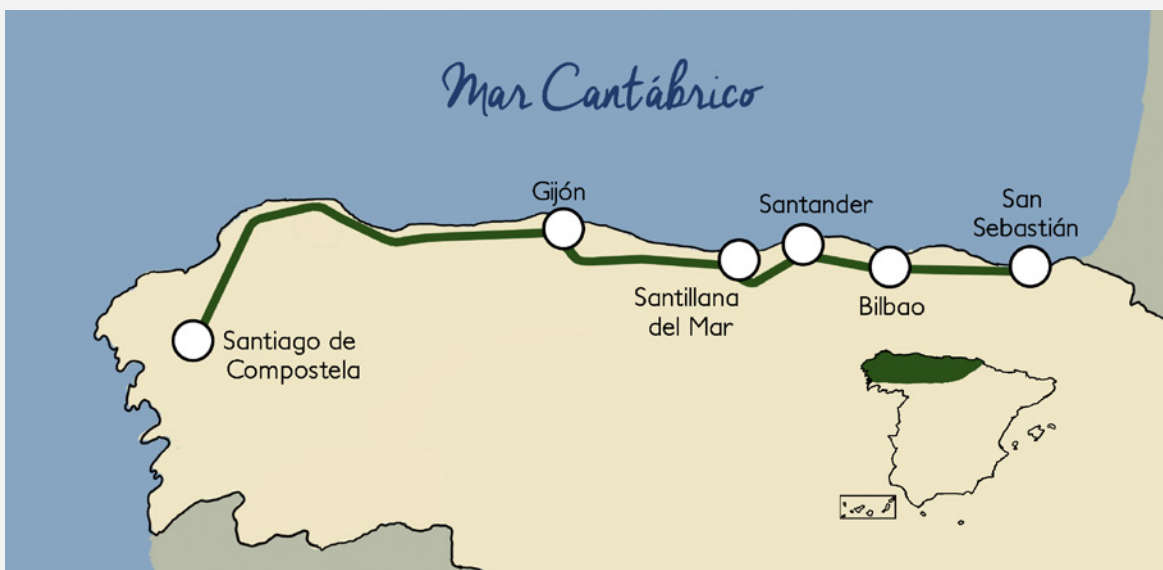 Mar Cantábrico
Gijón
Santander
San
Sebastián
Santillana
del Mar
Bilbao
Santiago de
Compostela